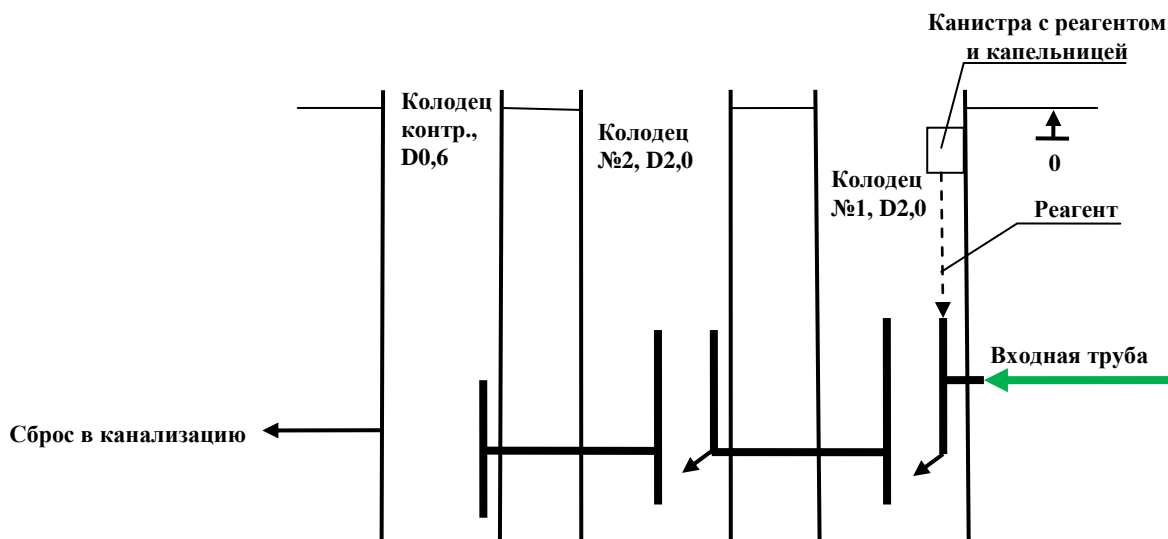 Канистра с реагентом
и капельницей
Колодец
контр.,
D0,6
Колодец
№2, D2,0
Колодец
№1, D2,0
0
Реагент
Входная труба
Сброс в канализацию